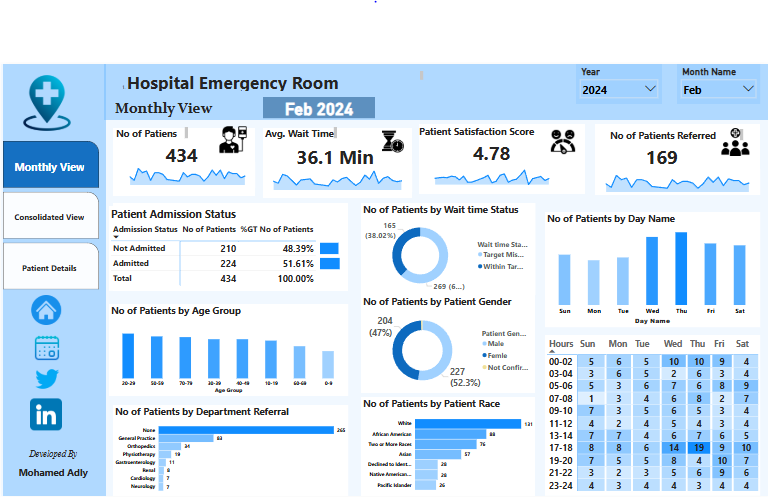 Hospital Emergency Room
Monthly View
Feb 2024
Year
2024
Month Name
Feb
Monthly View
Consolidated View
Patient Details
Developed By
Mohamed Adly
No of Patiens
434
Avg. Wait Time
36.1 Min
Patient Satisfaction Score
4.78
No of Patients Referred
169
Patient Admission Status
Admission Status No of Patients %GT No of Patients
Not Admitted 210 48.39%
Admitted 224 51.61%
Total 434 100.00%
No of Patients by Age Group
20-29 50-59 70-79 30-39 40-49 10-19 60-69 0-9
Age Group
No of Patients by Department Referral
None 265
General Practice 83
Orthopedics 34
Physiotherapy 19
Gastroenterology 11
Renal 8
Cardiology 7
Neurology 7
No of Patients by Wait time Status
165
(38.02%)
269 (6...)
Wait time Sta...
Target Mis...
Within Tar...
No of Patients by Patient Gender
204
(47%)
227
(52.3%)
Patient Gen...
Male
Femle
Not Confir...
No of Patients by Patient Race
White 131
African American 88
Two or More Races 76
Asian 57
Declined to Ident... 28
Native American... 28
Pacific Islander 26
No of Patients by Day Name
Sun Mon Tue Wed Thu Fri Sat
Day Name
Hours Sun Mon Tue Wed Thu Fri Sat
00-02 5 6 5 10 10 9 4
03-04 3 6 5 2 6 3 4
05-06 5 3 6 7 6 8 9
07-08 1 3 4 6 8 2 7
09-10 7 3 5 6 5 3 4
11-12 4 2 4 5 4 3 4
13-14 7 7 4 6 7 6 5
17-18 8 8 6 14 19 9 10
19-20 7 5 5 8 4 10 7
21-22 3 2 3 5 6 9 6
23-24 4 3 4 4 4 3 4